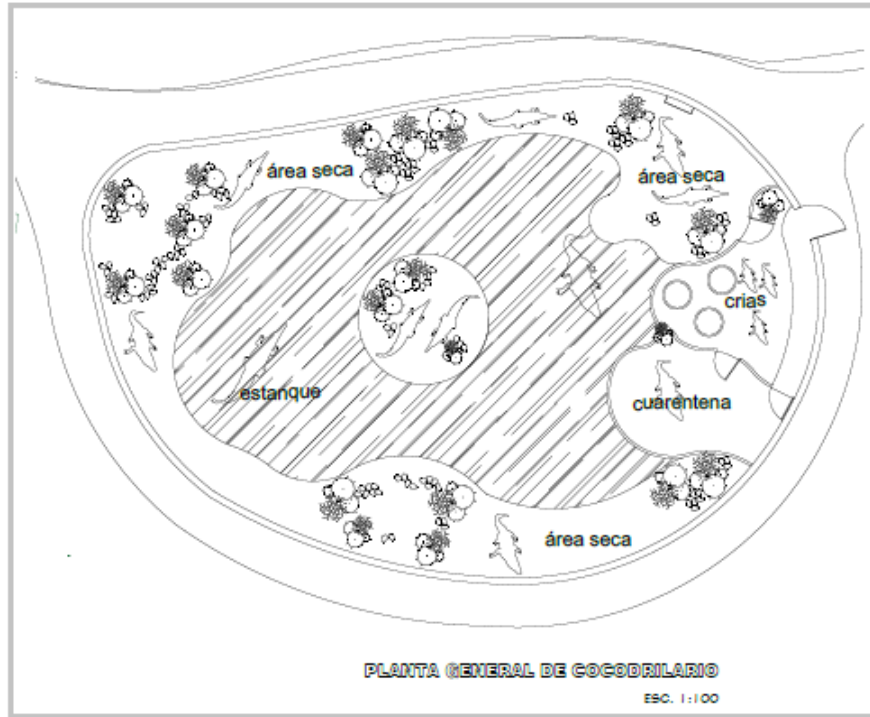 área seca
área seca
crias
estanque
cuarentena
área seca
PLANTA GENERAL DE COCODRILARIO
ESC. 1:100